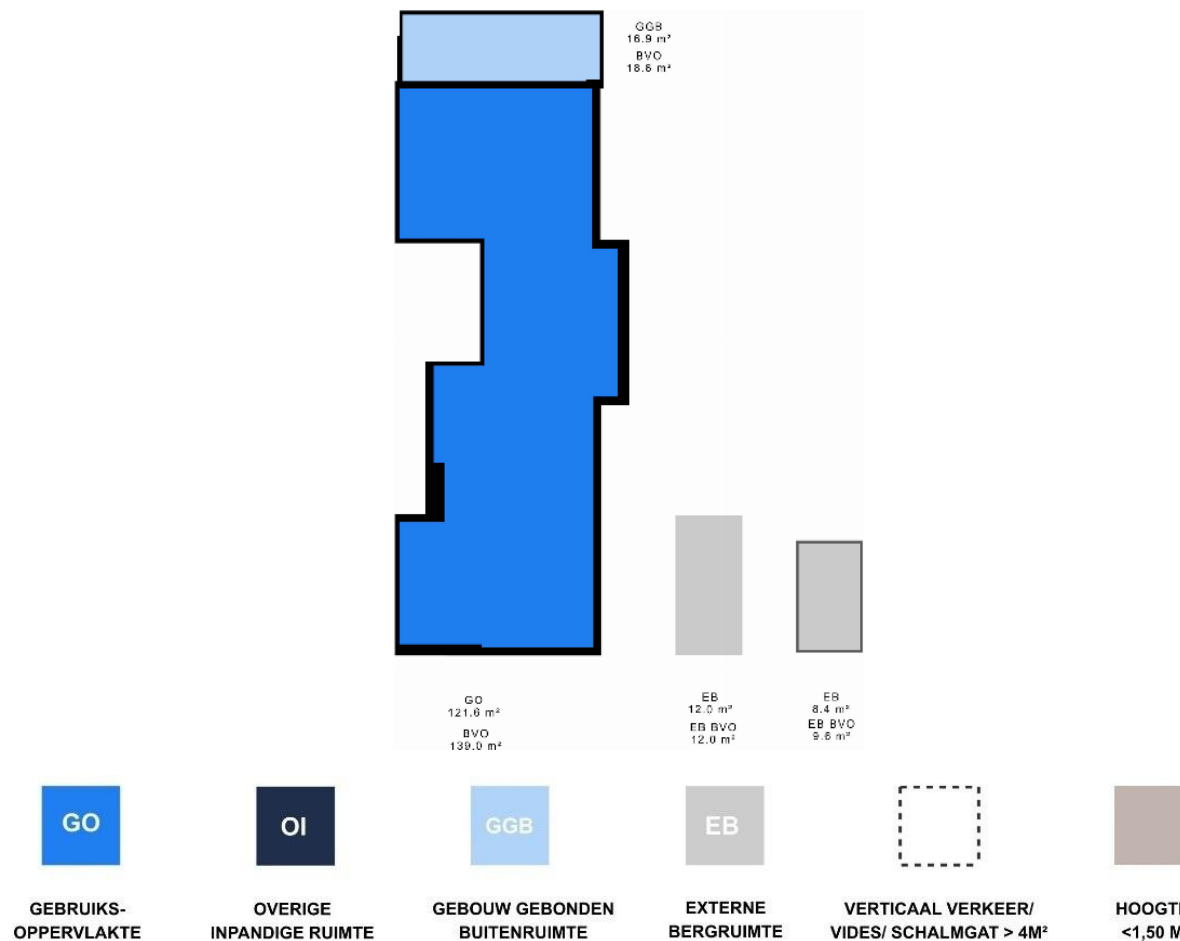 GGB
16.9 m²
BVO
18.6 m²
GO
121.6 m²
BVO
139.0 m²
EB
12.0 m²
EB BVO
12.0 m²
EB
8.4 m²
EB BVO
9.6 m²
GO
OI
GGB
EB
GEBRUIKS-
OPPERVLAKTE
OVERIGE
INPANDIGE RUIMTE
GEBOUW GEBONDEN
BUITENRUIMTE
EXTERNE
BERGRUIMTE
VERTICAAL VERKEER/
VIDES/ SCHALMGAT > 4M²
<1,50 M